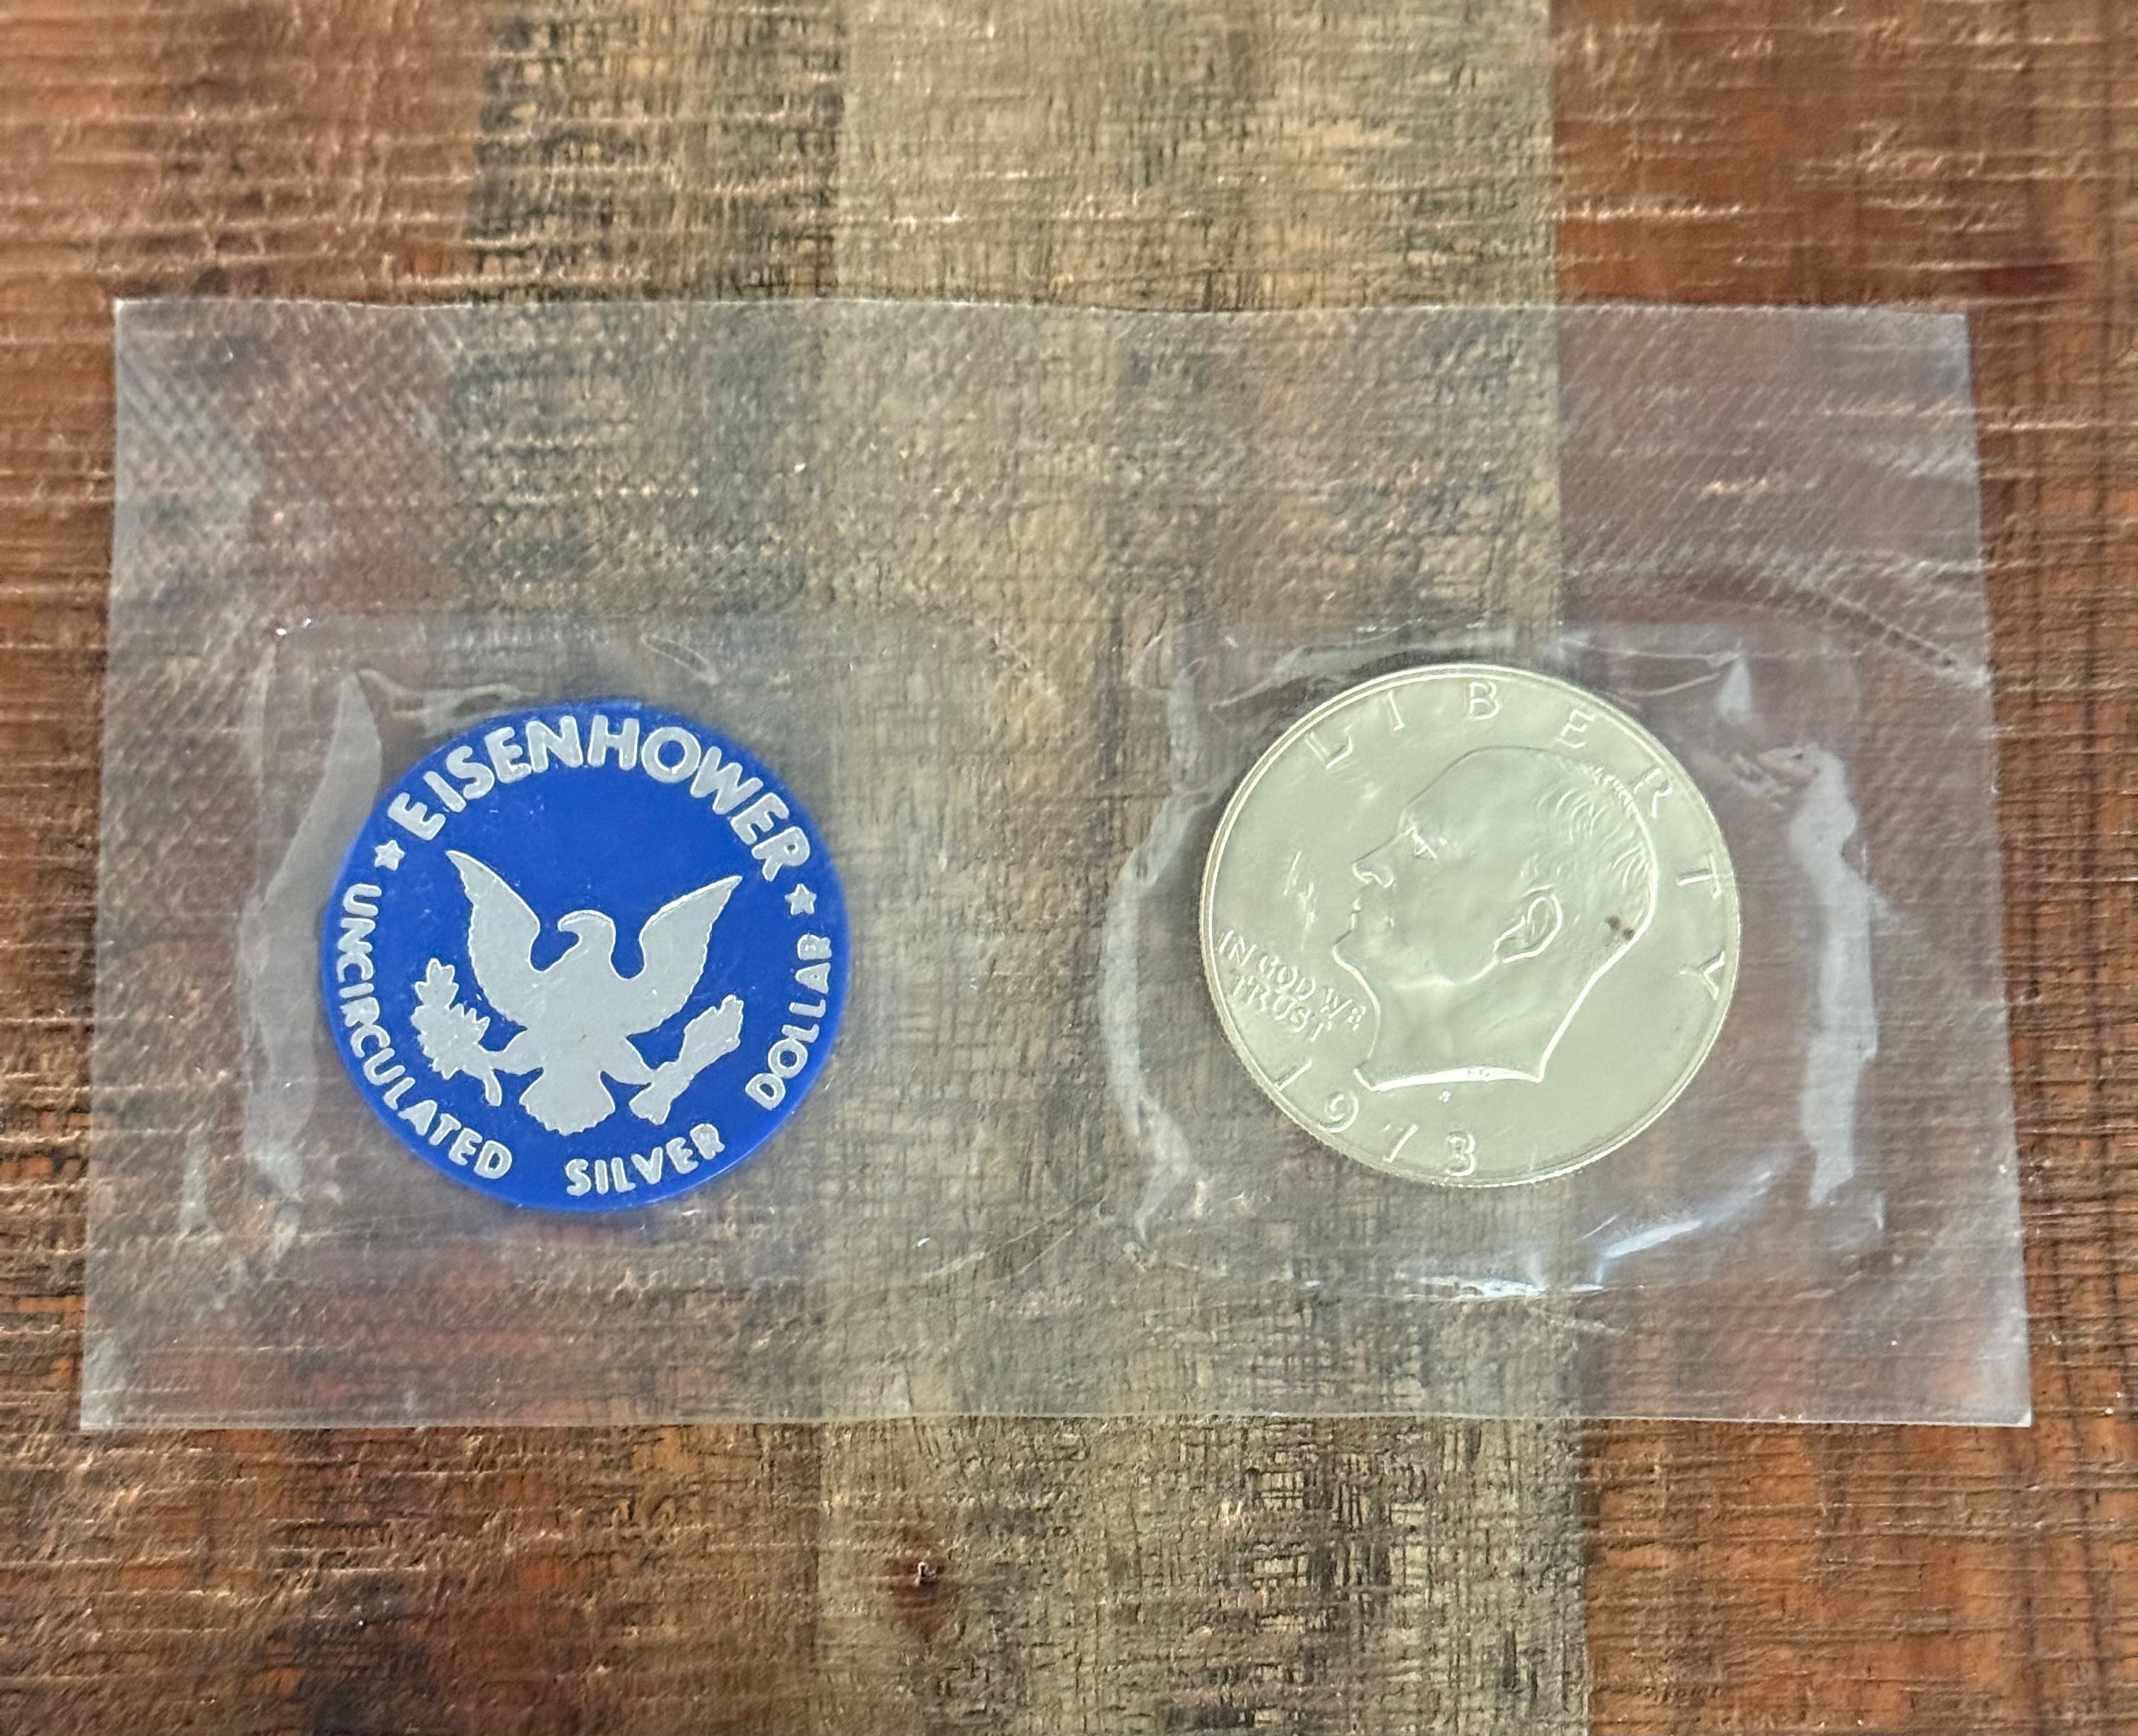 ★ EISENHOWER ★
UNCIRCULATED SILVER DOLLAR
LIBERTY
IN GOD WE
TRUST
1973